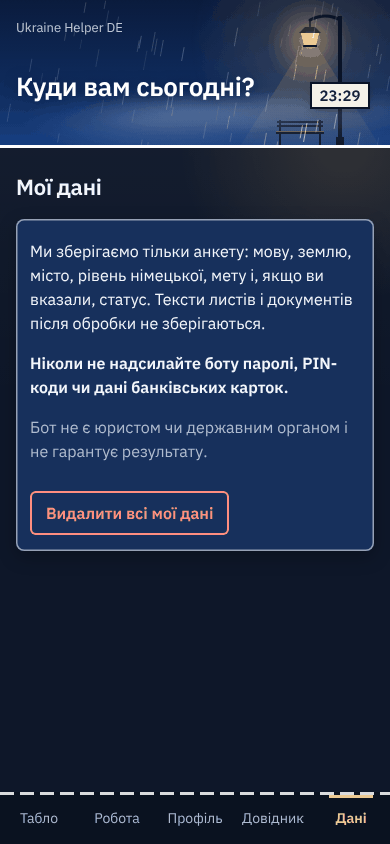 Ukraine Helper DE
Куди вам сьогодні?
23:29
Мої дані
Ми зберігаємо тільки анкету: мову, землю,
місто, рівень німецької, мету і, якщо ви
вказали, статус. Тексти листів і документів
після обробки не зберігаються.
Ніколи не надсилайте боту паролі, PIN-
коди чи дані банківських карток.
Бот не є юристом чи державним органом і
не гарантує результату.
Видалити всі мої дані
Табло Робота Профіль Довідник Дані